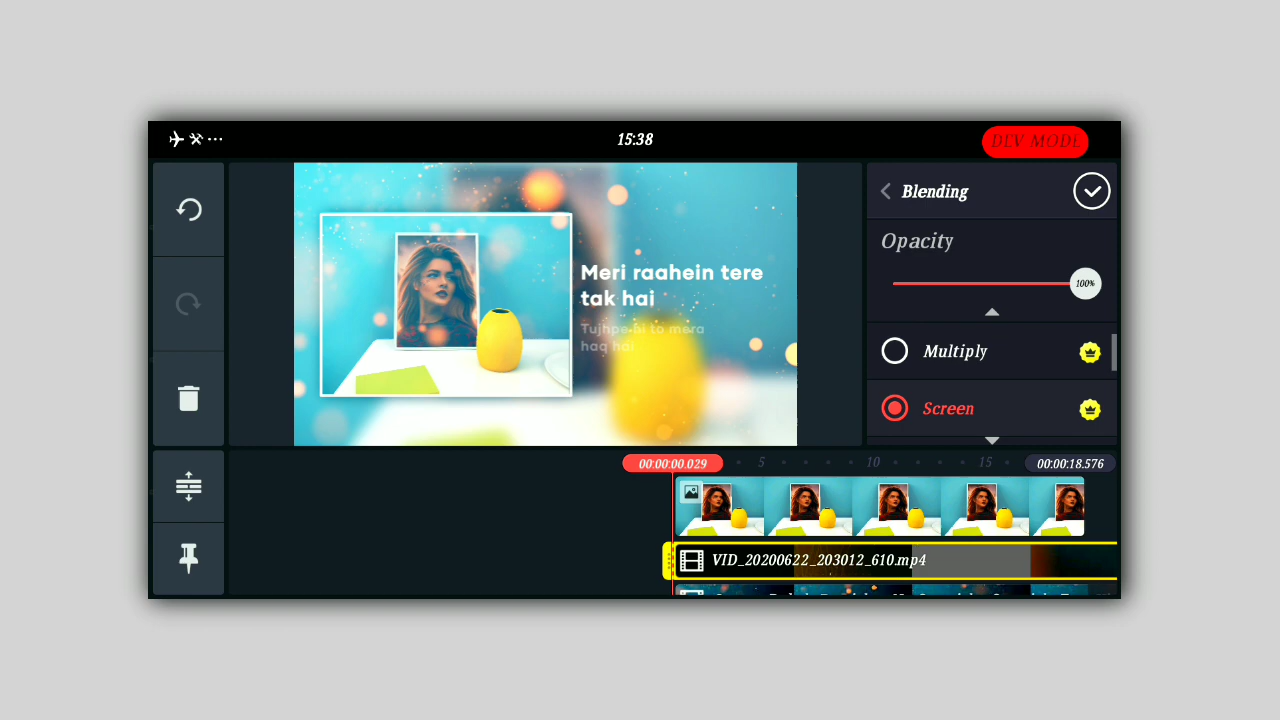 15:38
DEV MODE
Blending
Opacity
100%
Meri raahein tere
tak hai
Tujhpe hi to mera
haq hai
Multiply
Screen
00:00:00.029
5
10
15
00:00:18.576
VID_20200622_203012_610.mp4